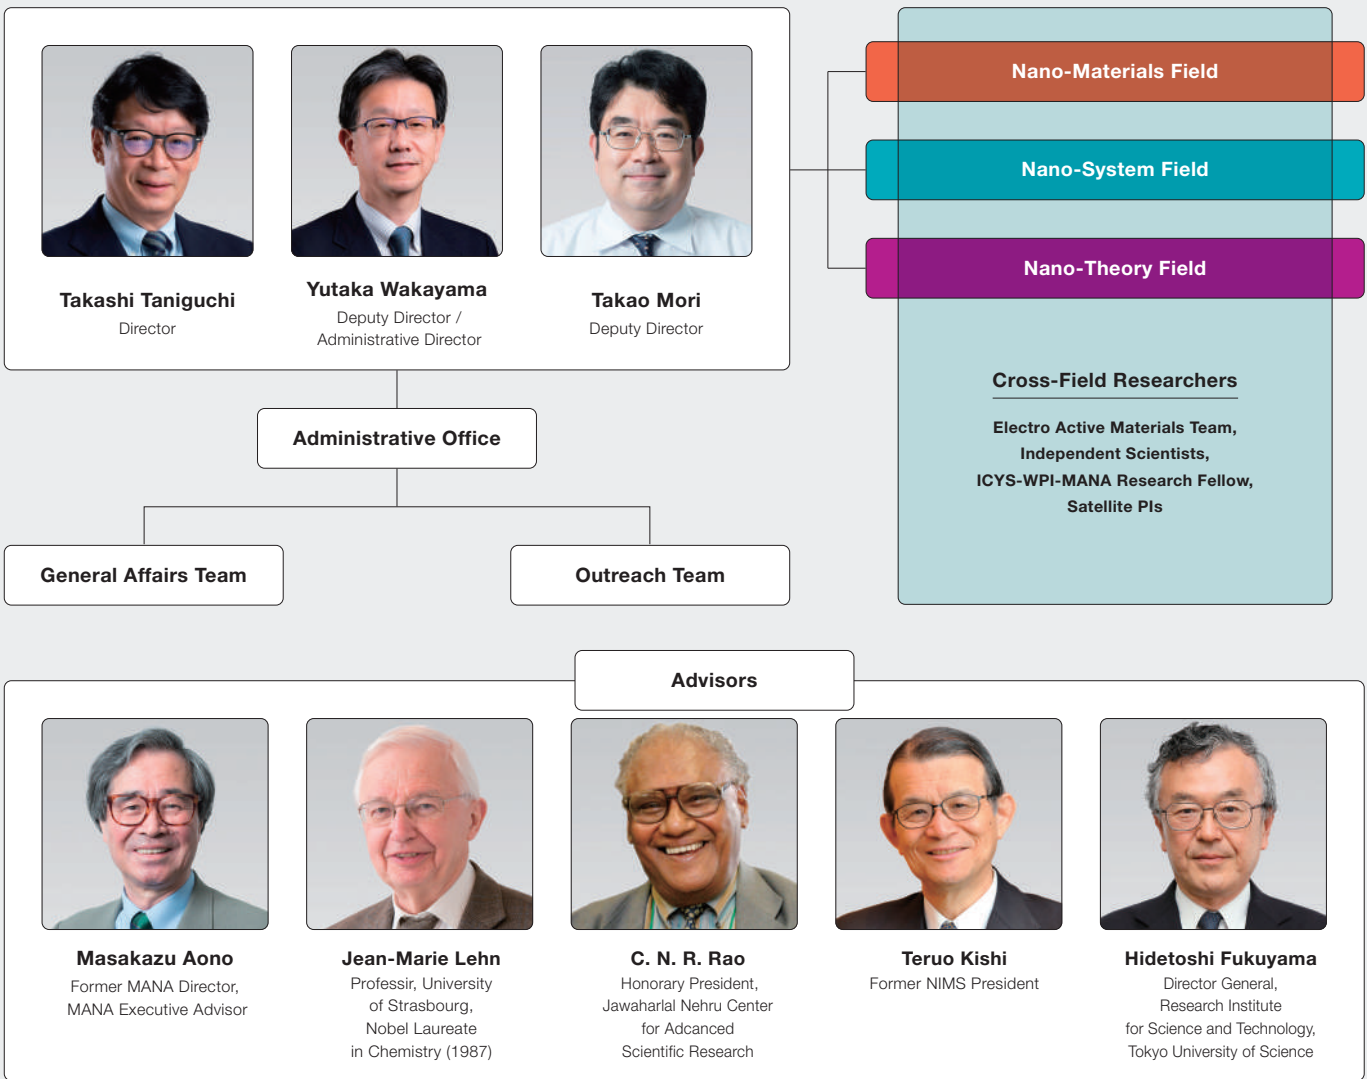 Takashi Taniguchi
Director
Yutaka Wakayama
Deputy Director /
Administrative Director
Takao Mori
Deputy Director
Nano-Materials Field
Nano-System Field
Nano-Theory Field
Cross-Field Researchers
Electro Active Materials Team,
Independent Scientists,
ICYS-WPI-MANA Research Fellow,
Satellite PIs
Administrative Office
General Affairs Team
Outreach Team
Advisors
Masakazu Aono
Former MANA Director,
MANA Executive Advisor
Jean-Marie Lehn
Professir, University
of Strasbourg,
Nobel Laureate
in Chemistry (1987)
C. N. R. Rao
Honorary President,
Jawaharlal Nehru Center
for Adcanced
Scientific Research
Teruo Kishi
Former NIMS President
Hidetoshi Fukuyama
Director General,
Research Institute
for Science and Technology,
Tokyo University of Science